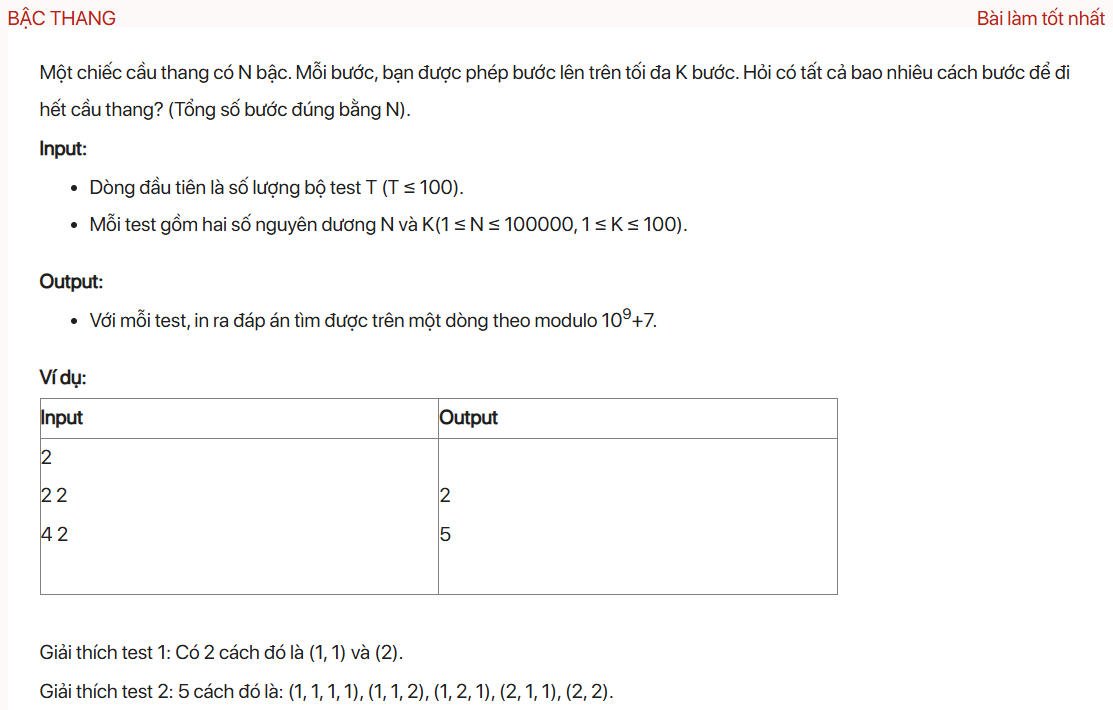 BẬC THANG
Bài làm tốt nhất
Một chiếc cầu thang có N bậc. Mỗi bước, bạn được phép bước lên trên tối đa K bước. Hỏi có tất cả bao nhiêu cách bước để đi
hết cầu thang? (Tổng số bước đúng bằng N).
Input:
• Dòng đầu tiên là số lượng bộ test T (T ≤ 100).
• Mỗi test gồm hai số nguyên dương N và K(1 ≤ N ≤ 100000, 1 ≤ K ≤ 100).
Output:
• Với mỗi test, in ra đáp án tìm được trên một dòng theo modulo 10⁹+7.
Ví dụ:
Input Output
2
2 2 2
4 2 5
Giải thích test 1: Có 2 cách đó là (1, 1) và (2).
Giải thích test 2: 5 cách đó là: (1, 1, 1, 1), (1, 1, 2), (1, 2, 1), (2, 1, 1), (2, 2).